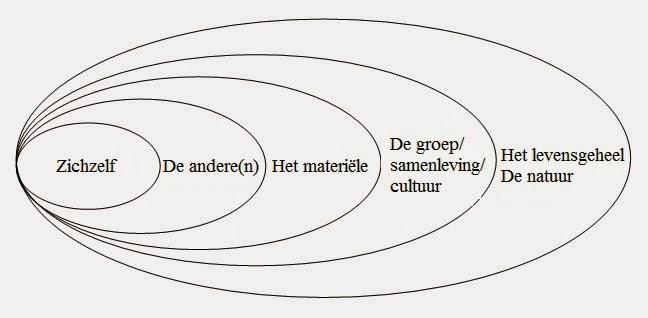 Zichzelf
De andere(n)
Het materiële
De groep/
samenleving/
cultuur
Het levensgeheel
De natuur